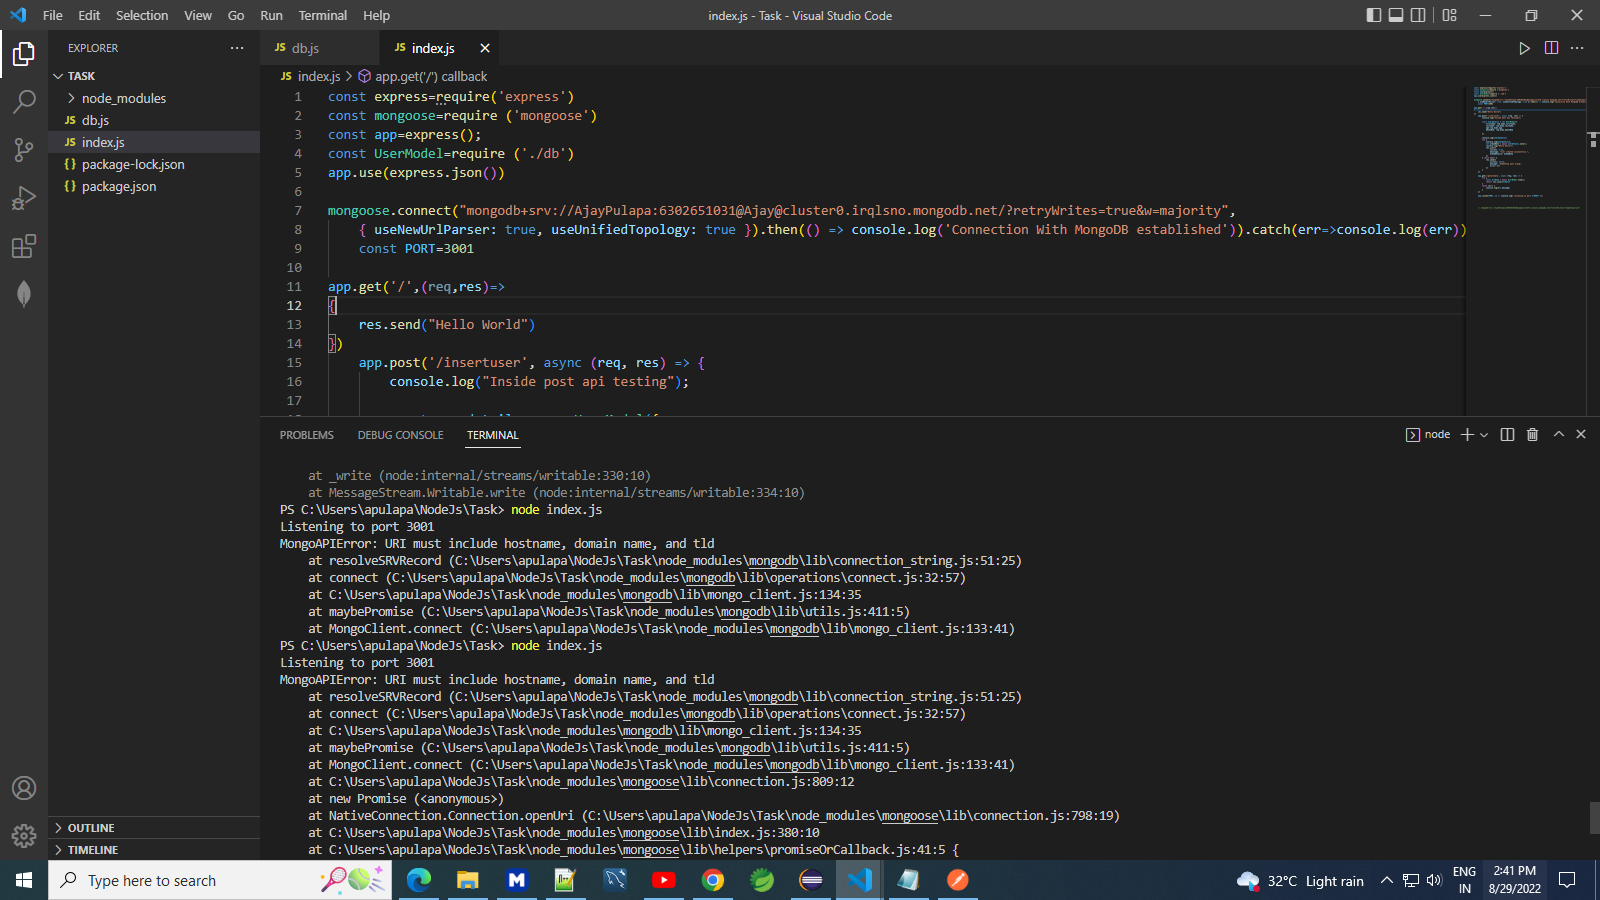 File Edit Selection View Go Run Terminal Help
index.js - Task - Visual Studio Code
EXPLORER
TASK
node_modules
JS db.js
JS index.js
{} package-lock.json
{} package.json
OUTLINE
TIMELINE
JS db.js
JS index.js
JS index.js > app.get('/') callback
1 const express=require('express')
2 const mongoose=require ('mongoose')
3 const app=express();
4 const UserModel=require ('./db')
5 app.use(express.json())
6
7 mongoose.connect("mongodb+srv://AjayPulapa:6302651031@Ajay@cluster0.irqlsno.mongodb.net/?retryWrites=true&w=majority",
8 { useNewUrlParser: true, useUnifiedTopology: true }).then(() => console.log('Connection With MongoDB established')).catch(err=>console.log(err))
9 const PORT=3001
10
11 app.get('/',(req,res)=>
12 {
13 res.send("Hello World")
14 })
15 app.post('/insertuser', async (req, res) => {
16 console.log("Inside post api testing");
17
PROBLEMS DEBUG CONSOLE TERMINAL
node
at _write (node:internal/streams/writable:330:10)
at MessageStream.Writable.write (node:internal/streams/writable:334:10)
PS C:\Users\apulapa\NodeJs\Task> node index.js
Listening to port 3001
MongoAPIError: URI must include hostname, domain name, and tld
at resolveSRVRecord (C:\Users\apulapa\NodeJs\Task\node_modules\mongodb\lib\connection_string.js:51:25)
at connect (C:\Users\apulapa\NodeJs\Task\node_modules\mongodb\lib\operations\connect.js:32:57)
at C:\Users\apulapa\NodeJs\Task\node_modules\mongodb\lib\mongo_client.js:134:35
at maybePromise (C:\Users\apulapa\NodeJs\Task\node_modules\mongodb\lib\utils.js:411:5)
at MongoClient.connect (C:\Users\apulapa\NodeJs\Task\node_modules\mongodb\lib\mongo_client.js:133:41)
PS C:\Users\apulapa\NodeJs\Task> node index.js
Listening to port 3001
MongoAPIError: URI must include hostname, domain name, and tld
at resolveSRVRecord (C:\Users\apulapa\NodeJs\Task\node_modules\mongodb\lib\connection_string.js:51:25)
at connect (C:\Users\apulapa\NodeJs\Task\node_modules\mongodb\lib\operations\connect.js:32:57)
at C:\Users\apulapa\NodeJs\Task\node_modules\mongodb\lib\mongo_client.js:134:35
at maybePromise (C:\Users\apulapa\NodeJs\Task\node_modules\mongodb\lib\utils.js:411:5)
at MongoClient.connect (C:\Users\apulapa\NodeJs\Task\node_modules\mongodb\lib\mongo_client.js:133:41)
at C:\Users\apulapa\NodeJs\Task\node_modules\mongoose\lib\connection.js:809:12
at new Promise (<anonymous>)
at NativeConnection.Connection.openUri (C:\Users\apulapa\NodeJs\Task\node_modules\mongoose\lib\connection.js:798:19)
at C:\Users\apulapa\NodeJs\Task\node_modules\mongoose\lib\index.js:380:10
at C:\Users\apulapa\NodeJs\Task\node_modules\mongoose\lib\helpers\promiseOrCallback.js:41:5 {
Type here to search
32°C Light rain
ENG
IN
2:41 PM
8/29/2022